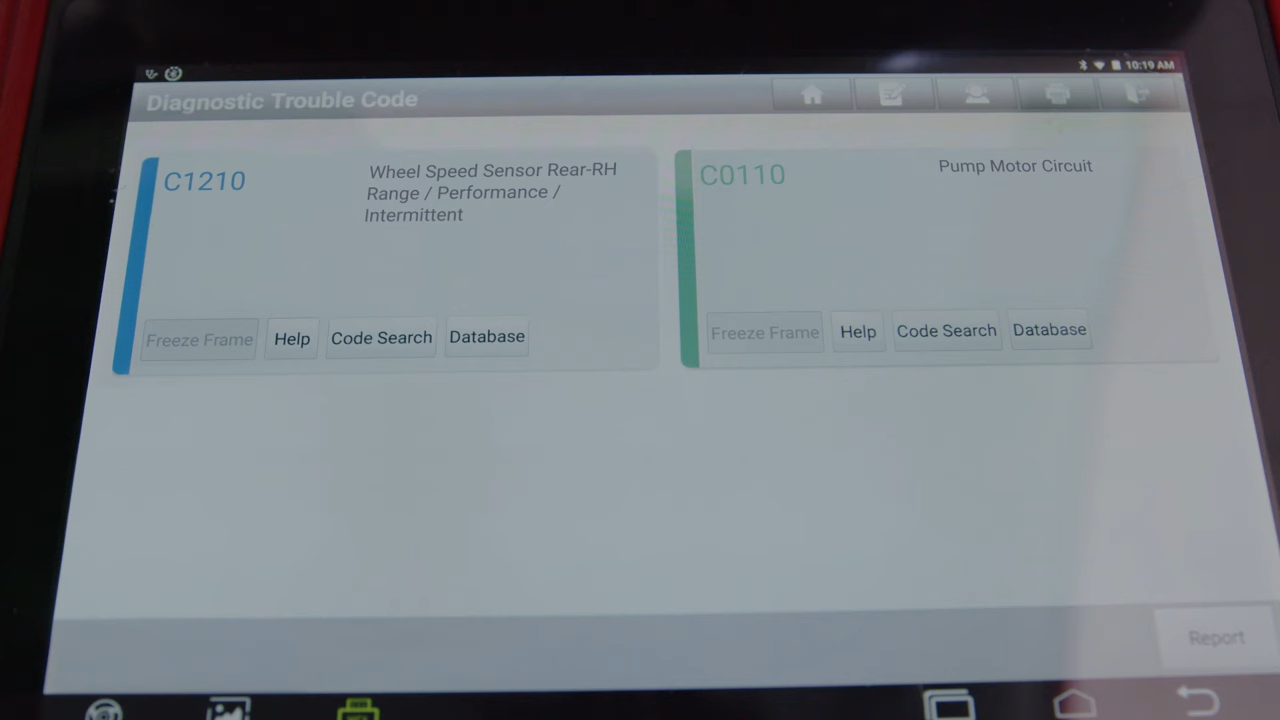 10:19 AM
Diagnostic Trouble Code
C1210
Wheel Speed Sensor Rear-RH
Range / Performance /
Intermittent
Freeze Frame
Help
Code Search
Database
C0110
Pump Motor Circuit
Freeze Frame
Help
Code Search
Database
Report